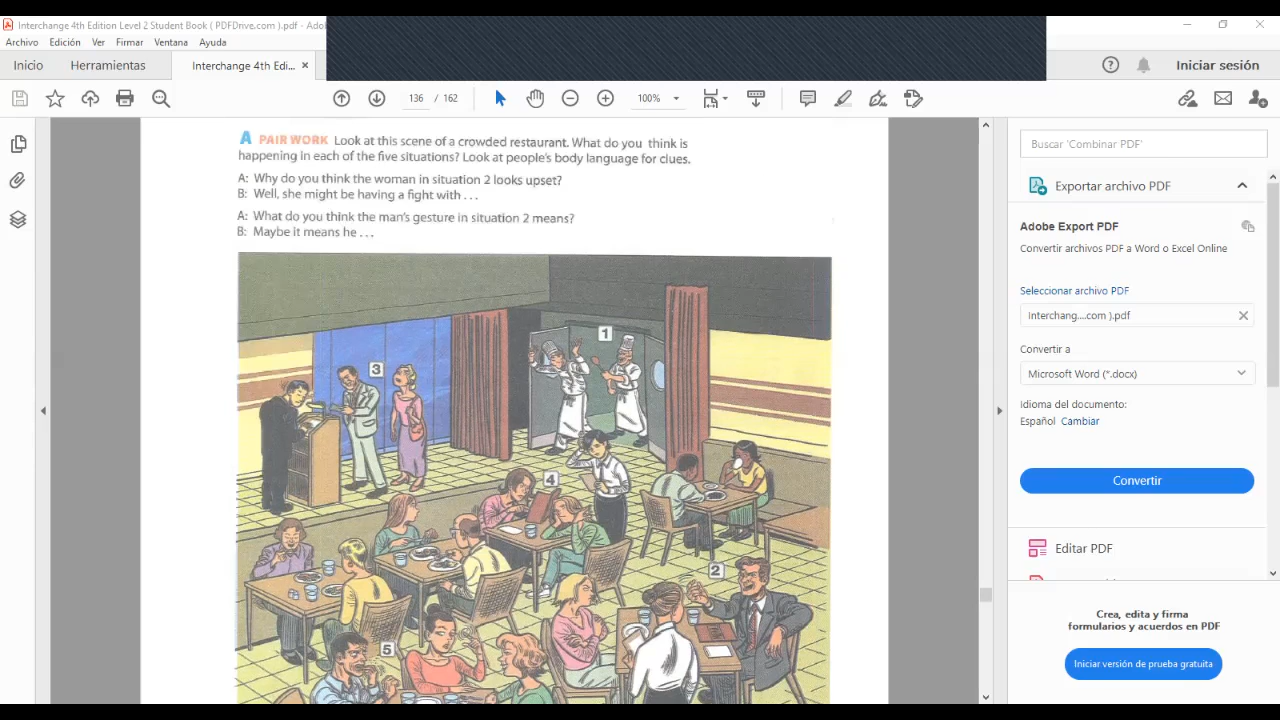 Interchange 4th Edition Level 2 Student Book ( PDFDrive.com ).pdf - Adob
Archivo Edición Ver Firmar Ventana Ayuda
Inicio Herramientas Interchange 4th Edi... × Iniciar sesión
136 / 162 100%
A PAIR WORK Look at this scene of a crowded restaurant. What do you think is
happening in each of the five situations? Look at people's body language for clues.
A: Why do you think the woman in situation 2 looks upset?
B: Well, she might be having a fight with . . .
A: What do you think the man's gesture in situation 2 means?
B: Maybe it means he . . .
1
3
4
2
5
Buscar 'Combinar PDF'
Exportar archivo PDF
Adobe Export PDF
Convertir archivos PDF a Word o Excel Online
Seleccionar archivo PDF
Interchang....com ).pdf
Convertir a
Microsoft Word (*.docx)
Idioma del documento:
Español Cambiar
Convertir
Editar PDF
Crea, edita y firma
formularios y acuerdos en PDF
Iniciar versión de prueba gratuita